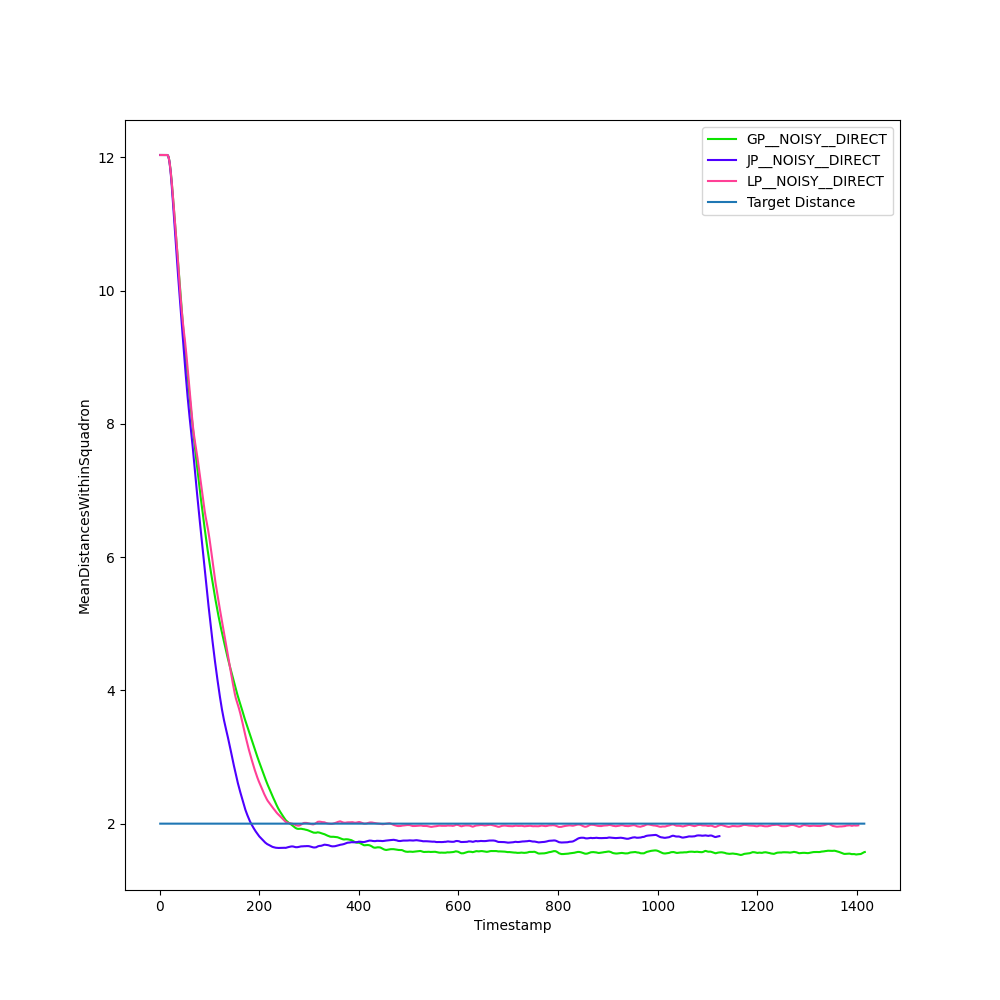 GP__NOISY__DIRECT
JP__NOISY__DIRECT
LP__NOISY__DIRECT
Target Distance
MeanDistancesWithinSquadron
12
10
8
6
4
2
0 200 400 600 800 1000 1200 1400
Timestamp